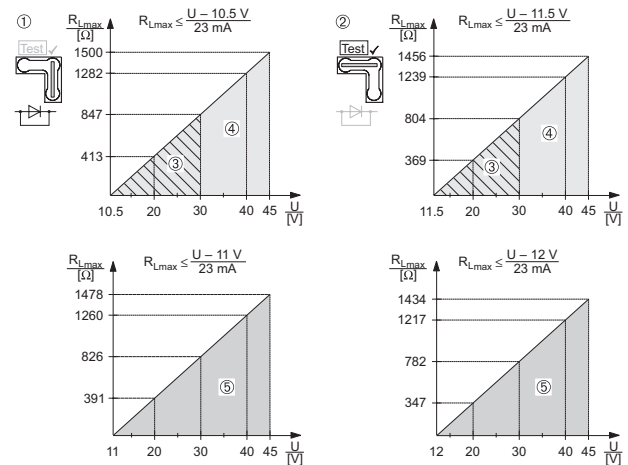 ① R_Lmax [Ω] R_Lmax ≤ U – 10.5 V / 23 mA
Test ✓
1500
1282
847
413
③
④
10.5 20 30 40 45 U [V]
② R_Lmax [Ω] R_Lmax ≤ U – 11.5 V / 23 mA
Test ✓
1456
1239
804
369
③
④
11.5 20 30 40 45 U [V]
R_Lmax [Ω] R_Lmax ≤ U – 11 V / 23 mA
1478
1260
826
391
⑤
11 20 30 40 45 U [V]
R_Lmax [Ω] R_Lmax ≤ U – 12 V / 23 mA
1434
1217
782
347
⑤
12 20 30 40 45 U [V]